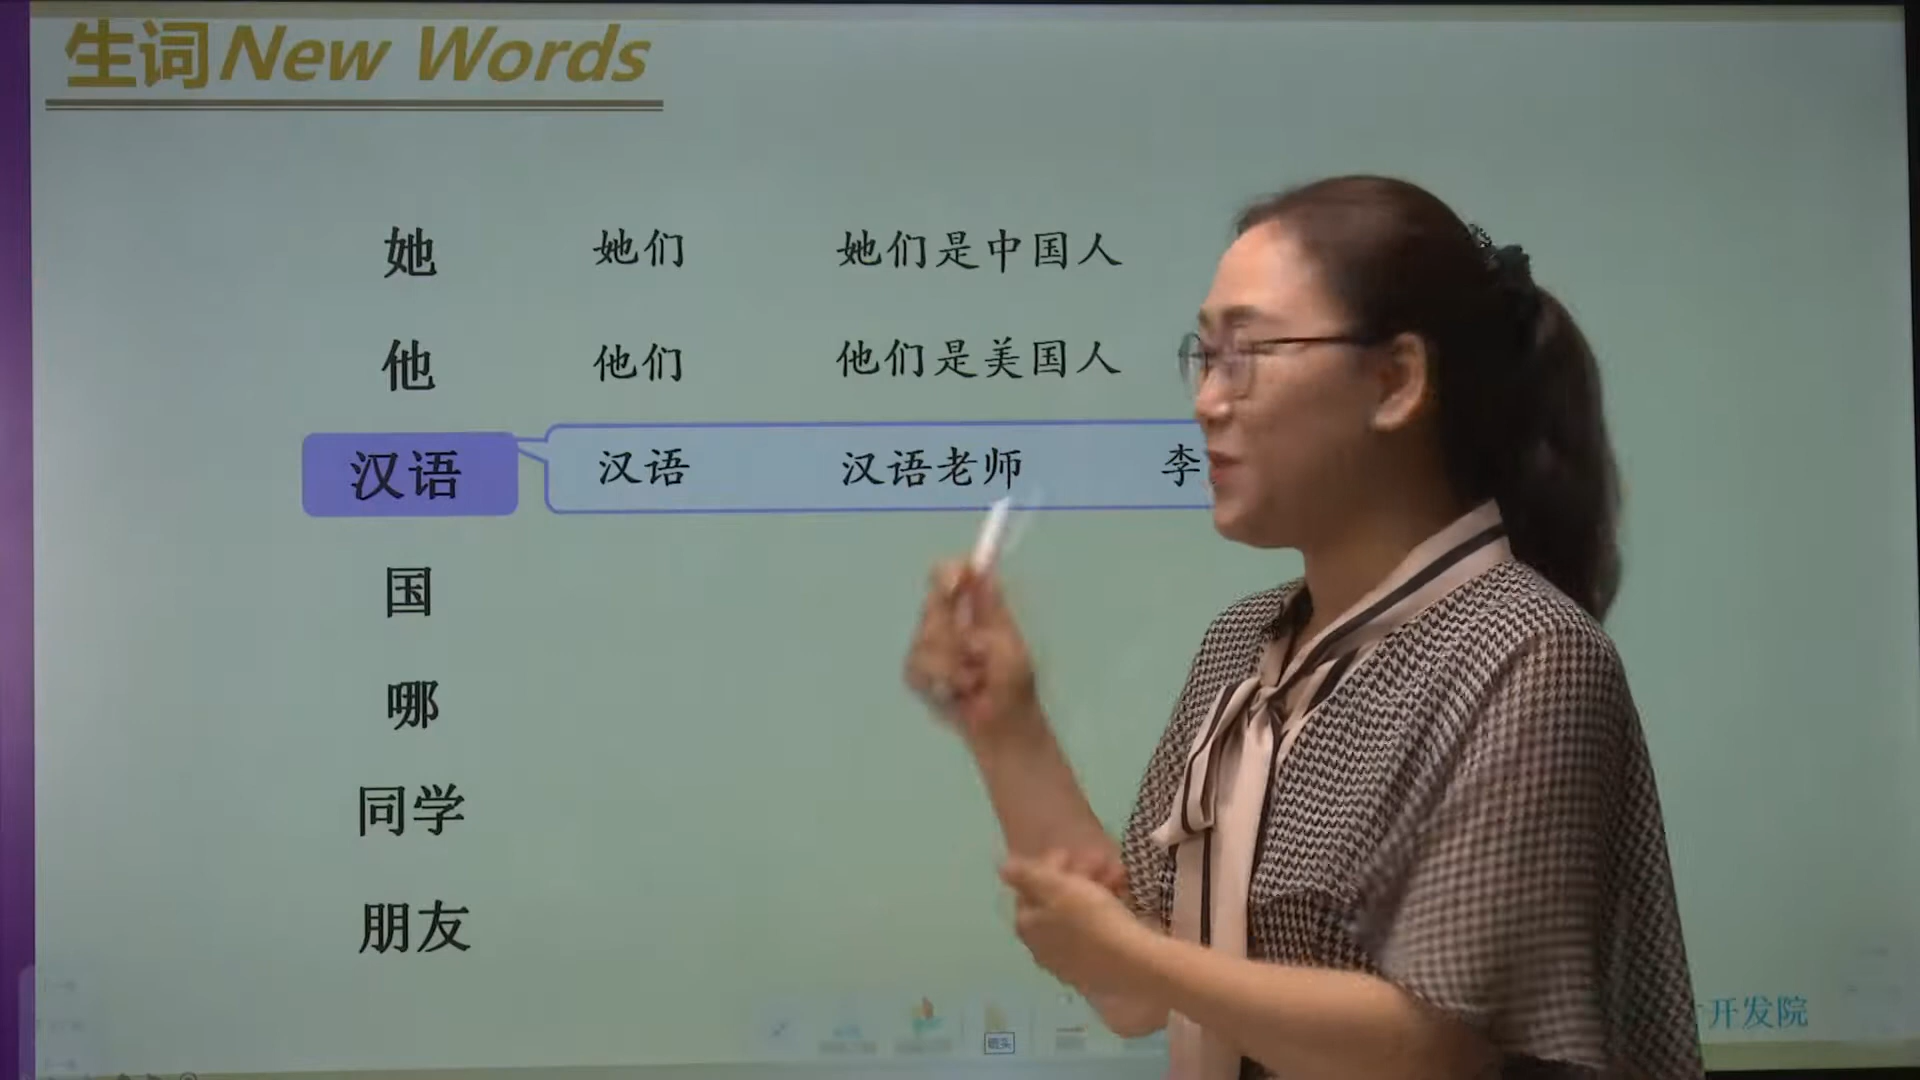 生词New Words
她 她们 她们是中国人
他 他们 他们是美国人
汉语 汉语 汉语老师 李
国
哪
同学
朋友
开发院